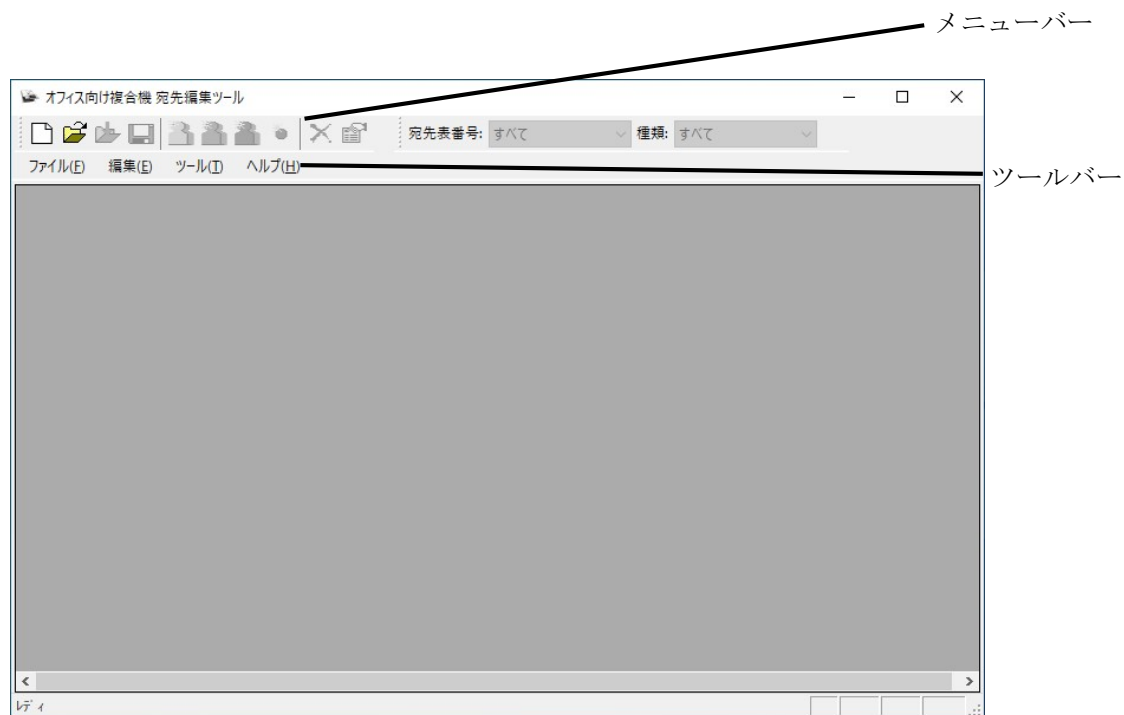 メニューバー
オフィス向け複合機 宛先編集ツール
宛先表番号: すべて 種類: すべて
ファイル(F) 編集(E) ツール(T) ヘルプ(H)
ツールバー
レディ